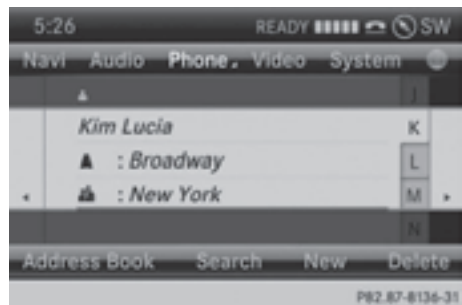 5:26 READY SW
Navi Audio Phone Video System
J
Kim Lucia K
: Broadway L
: New York M
N
Address Book Search New Delete
P82.87-8136-31